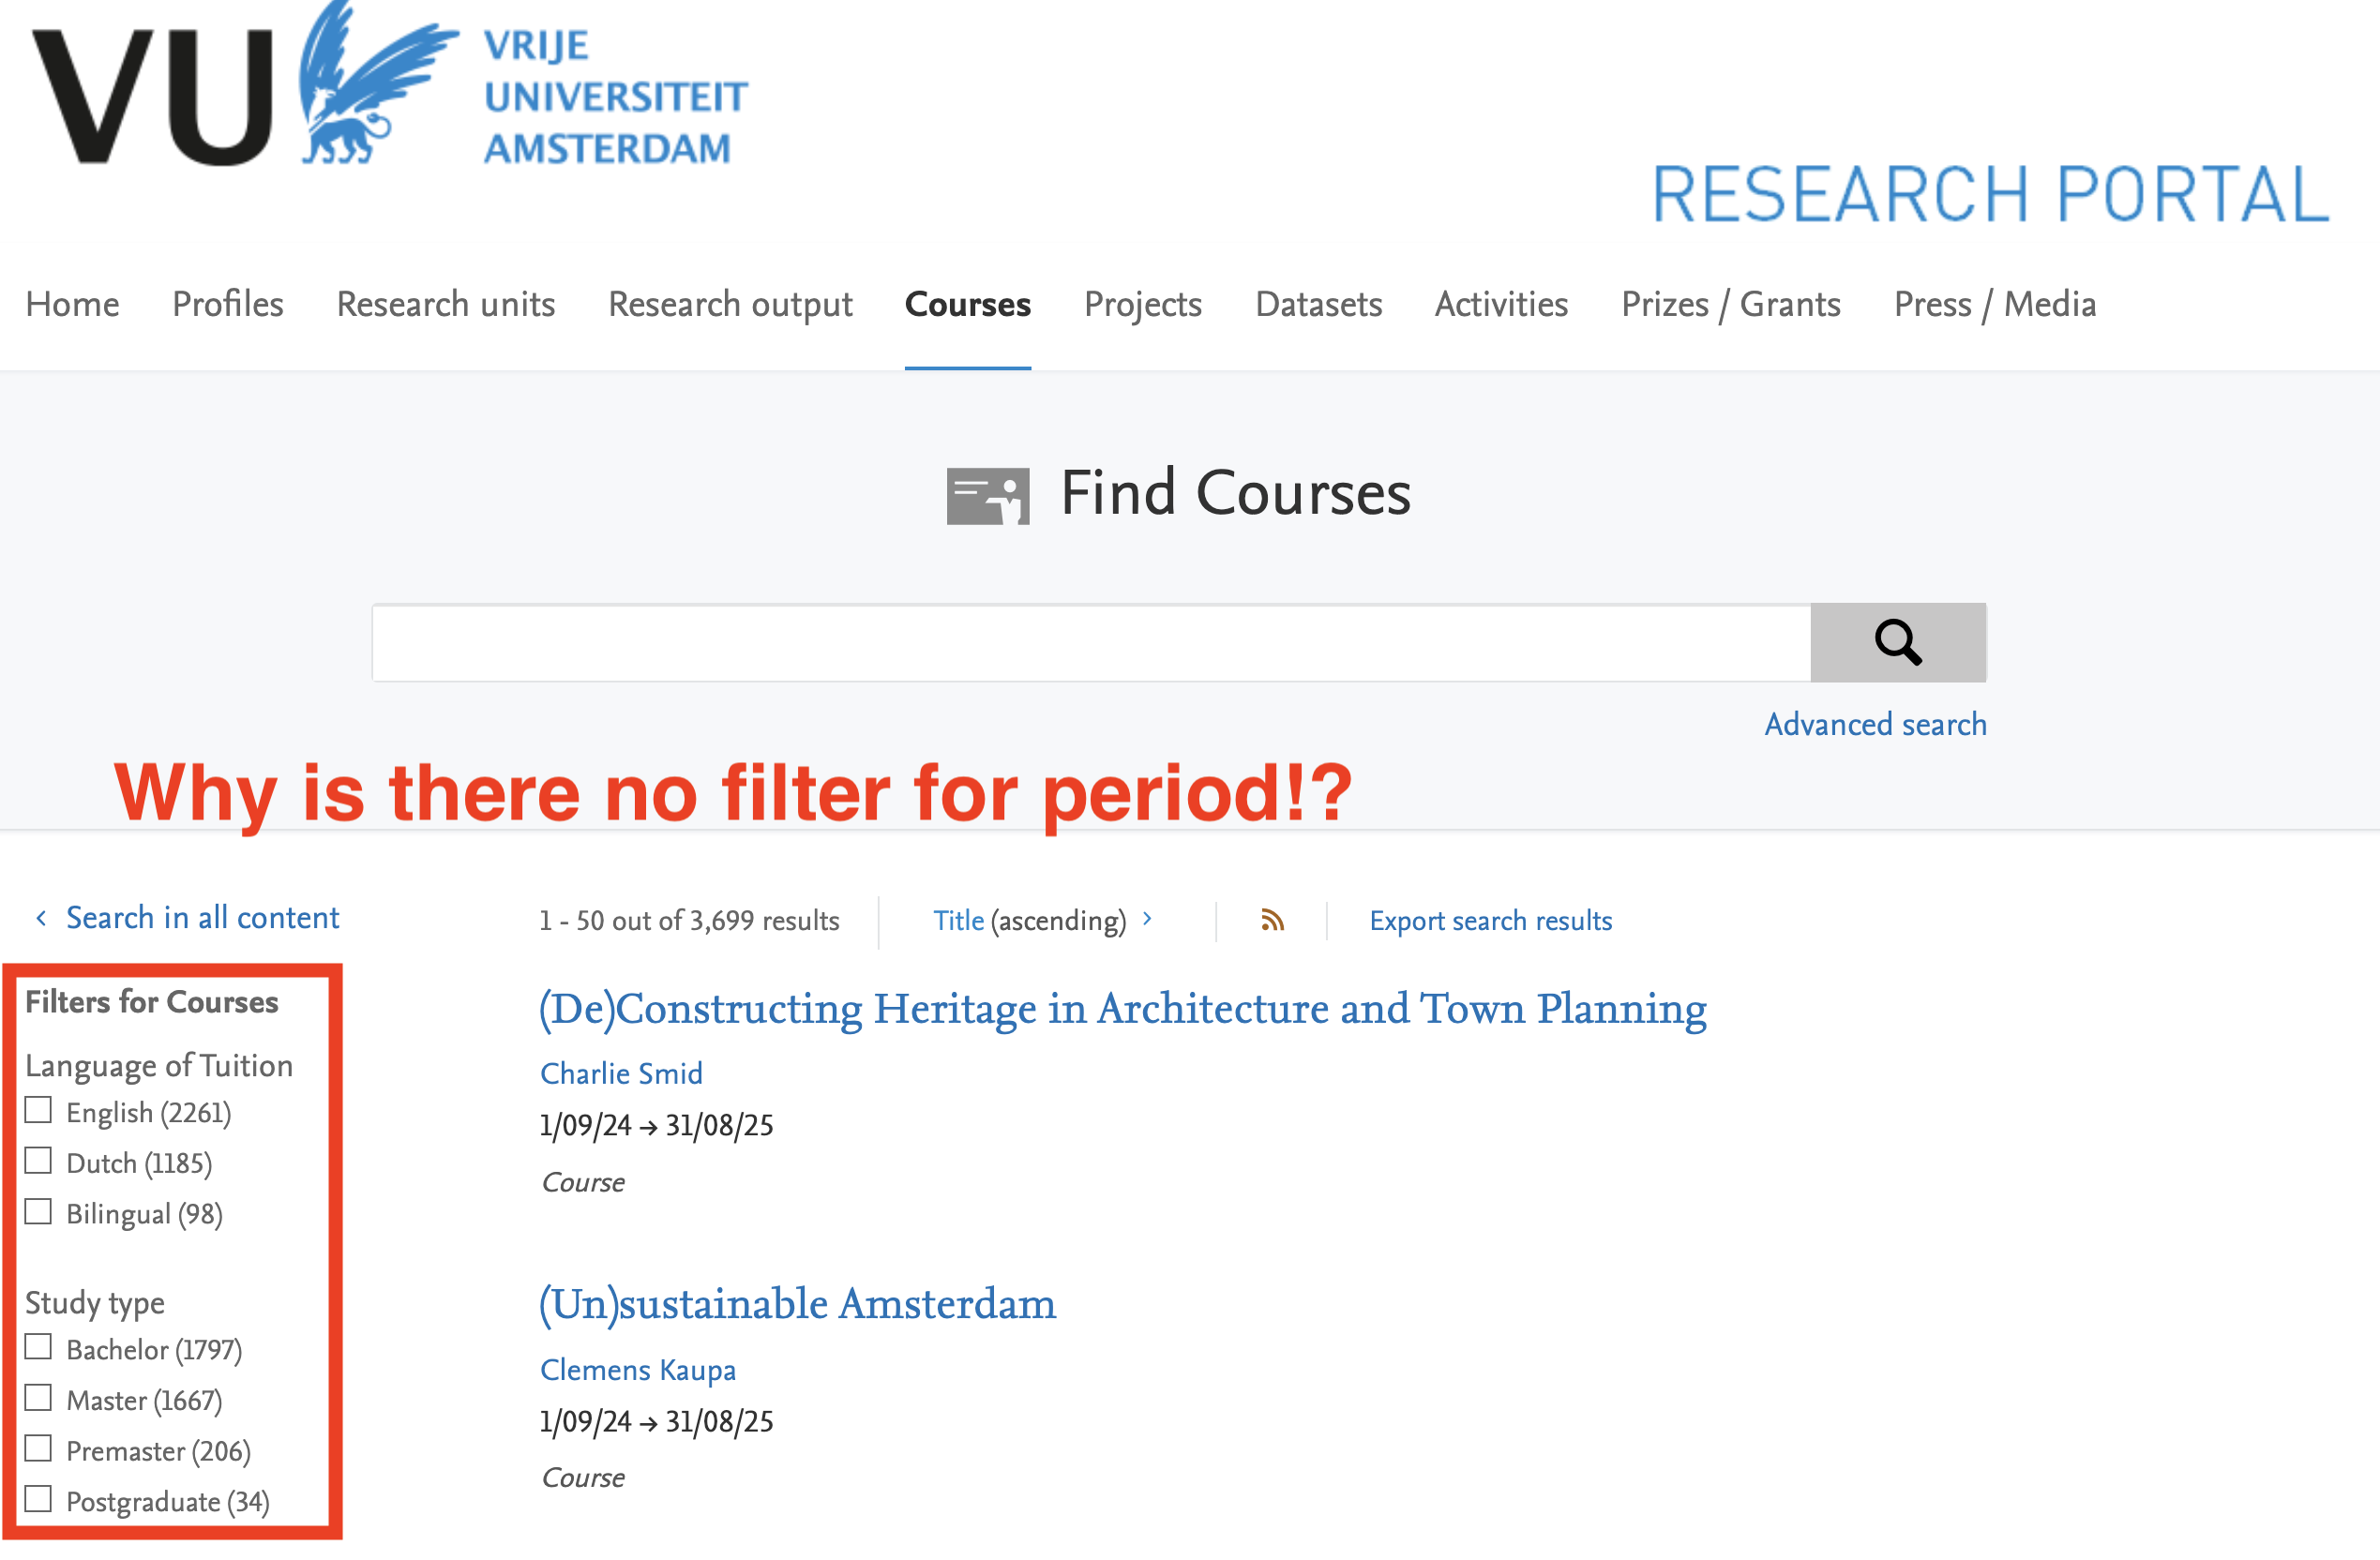 VU
VRIJE
UNIVERSITEIT
AMSTERDAM
RESEARCH PORTAL
Home Profiles Research units Research output Courses Projects Datasets Activities Prizes / Grants Press / Media
Find Courses
Advanced search
Why is there no filter for period!?
‹ Search in all content
1 - 50 out of 3,699 results Title (ascending) › Export search results
Filters for Courses
Language of Tuition
English (2261)
Dutch (1185)
Bilingual (98)
Study type
Bachelor (1797)
Master (1667)
Premaster (206)
Postgraduate (34)
(De)Constructing Heritage in Architecture and Town Planning
Charlie Smid
1/09/24 → 31/08/25
Course
(Un)sustainable Amsterdam
Clemens Kaupa
1/09/24 → 31/08/25
Course